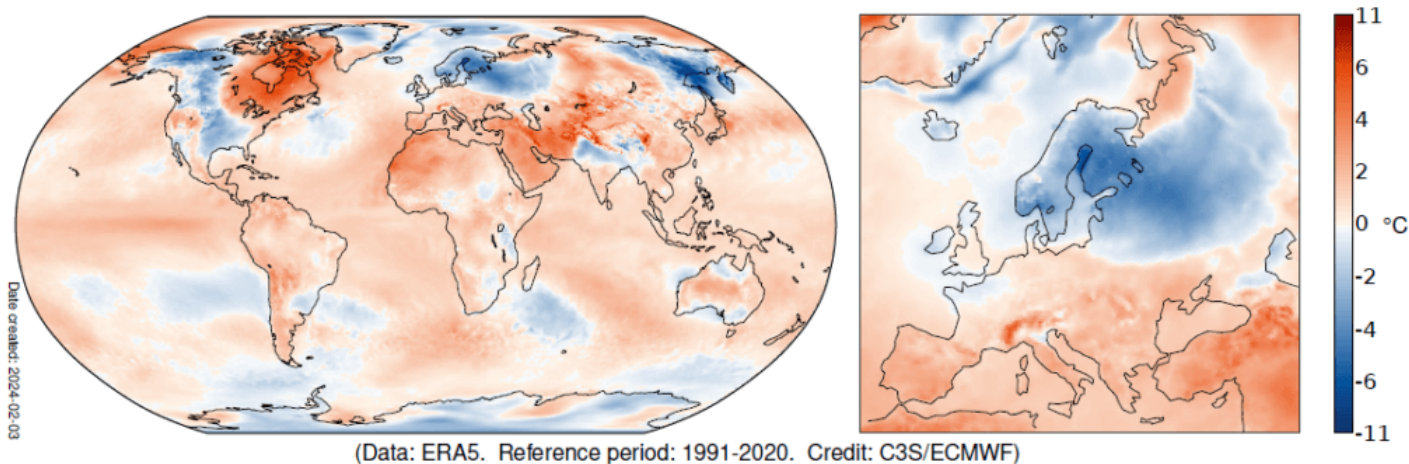 11
6
4
2
0 °C
-2
-4
-6
-11
Date created: 2024-02-03
(Data: ERA5. Reference period: 1991-2020. Credit: C3S/ECMWF)